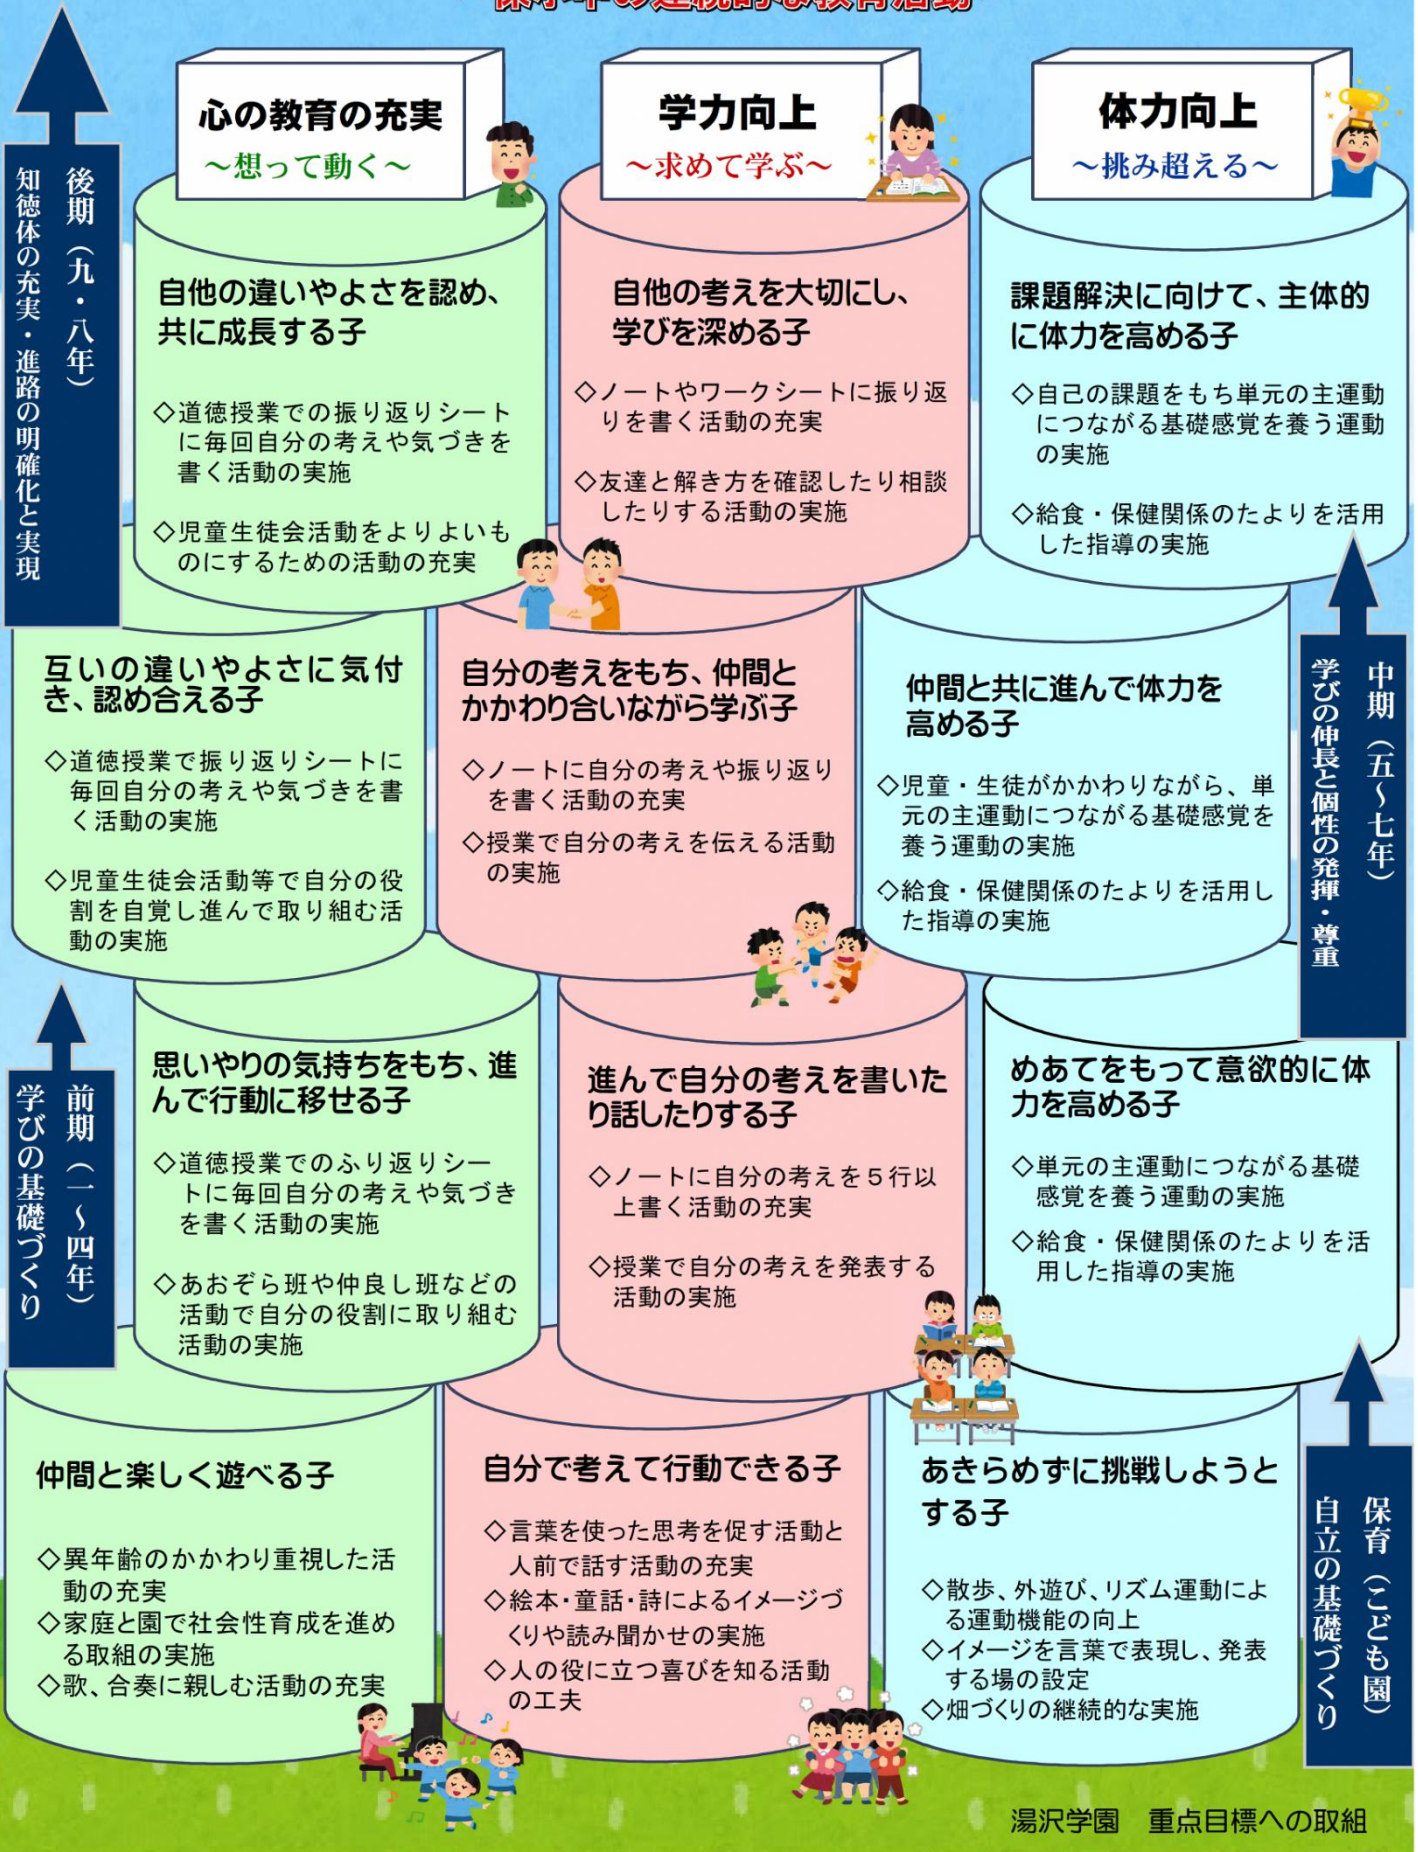 保小中の連続的な教育活動
心の教育の充実
～想って動く～
学力向上
～求めて学ぶ～
体力向上
～挑み超える～
後期（九・八年）
知徳体の充実・進路の明確化と実現
自他の違いやよさを認め、
共に成長する子
◇道徳授業での振り返りシート
に毎回自分の考えや気づきを
書く活動の実施
◇児童生徒会活動をよりよいも
のにするための活動の充実
自他の考えを大切にし、
学びを深める子
◇ノートやワークシートに振り返
りを書く活動の充実
◇友達と解き方を確認したり相談
したりする活動の実施
課題解決に向けて、主体的
に体力を高める子
◇自己の課題をもち単元の主運動
につながる基礎感覚を養う運動
の実施
◇給食・保健関係のたよりを活用
した指導の実施
中期（五～七年）
学びの伸長と個性の発揮・尊重
互いの違いやよさに気付
き、認め合える子
◇道徳授業で振り返りシートに
毎回自分の考えや気づきを書
く活動の実施
◇児童生徒会活動等で自分の役
割を自覚し進んで取り組む活
動の実施
自分の考えをもち、仲間と
かかわり合いながら学ぶ子
◇ノートに自分の考えや振り返り
を書く活動の充実
◇授業で自分の考えを伝える活動
の実施
仲間と共に進んで体力を
高める子
◇児童・生徒がかかわりながら、単
元の主運動につながる基礎感覚を
養う運動の実施
◇給食・保健関係のたよりを活用し
た指導の実施
前期（一～四年）
学びの基礎づくり
思いやりの気持ちをもち、進
んで行動に移せる子
◇道徳授業でのふり返りシー
トに毎回自分の考えや気づき
を書く活動の実施
◇あおぞら班や仲良し班などの
活動で自分の役割に取り組む
活動の実施
進んで自分の考えを書いた
り話したりする子
◇ノートに自分の考えを５行以
上書く活動の充実
◇授業で自分の考えを発表する
活動の実施
めあてをもって意欲的に体
力を高める子
◇単元の主運動につながる基礎
感覚を養う運動の実施
◇給食・保健関係のたよりを活
用した指導の実施
保育（こども園）
自立の基礎づくり
仲間と楽しく遊べる子
◇異年齢のかかわり重視した活
動の充実
◇家庭と園で社会性育成を進め
る取組の実施
◇歌、合奏に親しむ活動の充実
自分で考えて行動できる子
◇言葉を使った思考を促す活動と
人前で話す活動の充実
◇絵本・童話・詩によるイメージづ
くりや読み聞かせの実施
◇人の役に立つ喜びを知る活動
の工夫
あきらめずに挑戦しようと
する子
◇散歩、外遊び、リズム運動によ
る運動機能の向上
◇イメージを言葉で表現し、発表
する場の設定
◇畑づくりの継続的な実施
湯沢学園　重点目標への取組